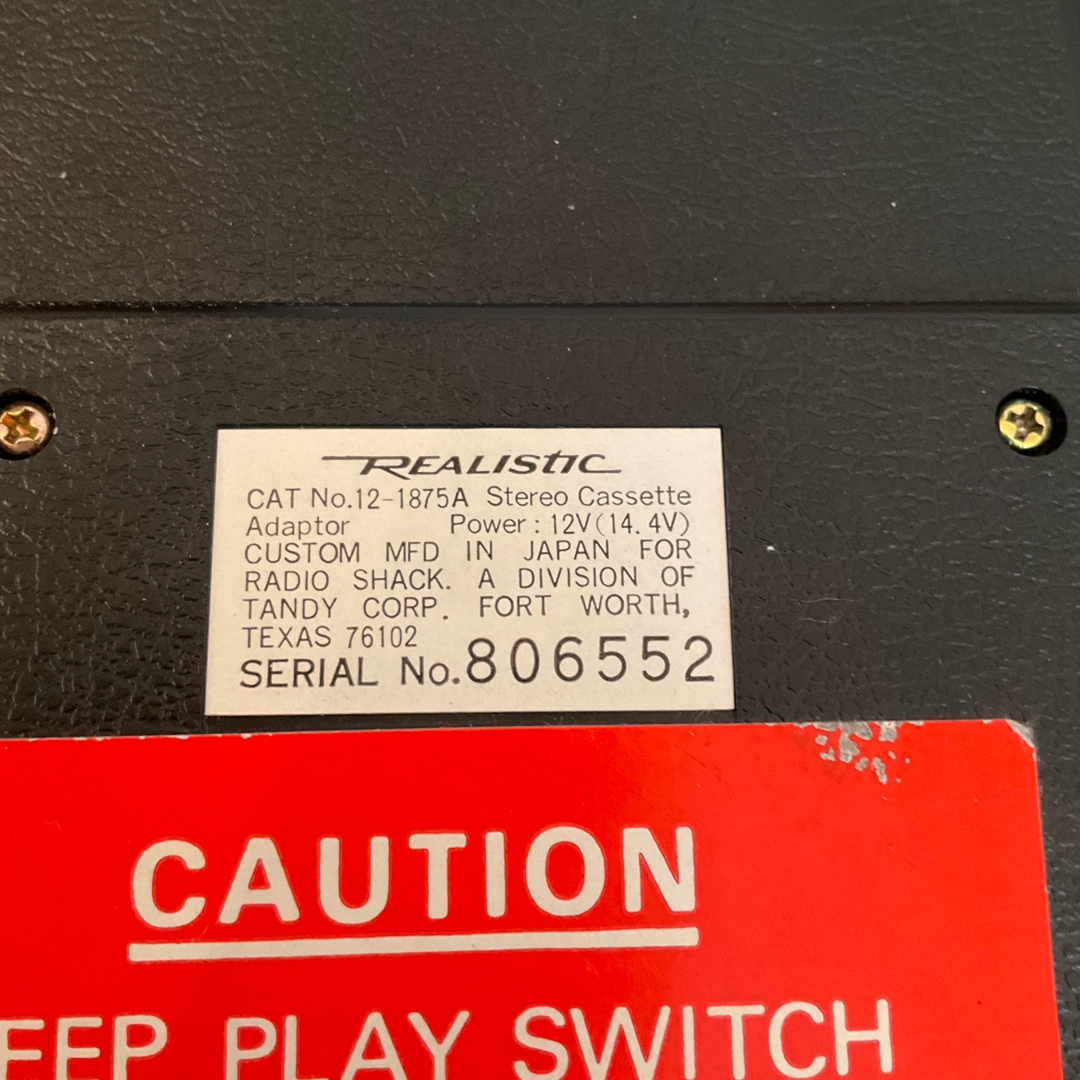 REALISTIC
CAT No.12-1875A Stereo Cassette
Adaptor Power : 12V(14.4V)
CUSTOM MFD IN JAPAN FOR
RADIO SHACK. A DIVISION OF
TANDY CORP. FORT WORTH,
TEXAS 76102
SERIAL No.806552
CAUTION
EEP PLAY SWITCH